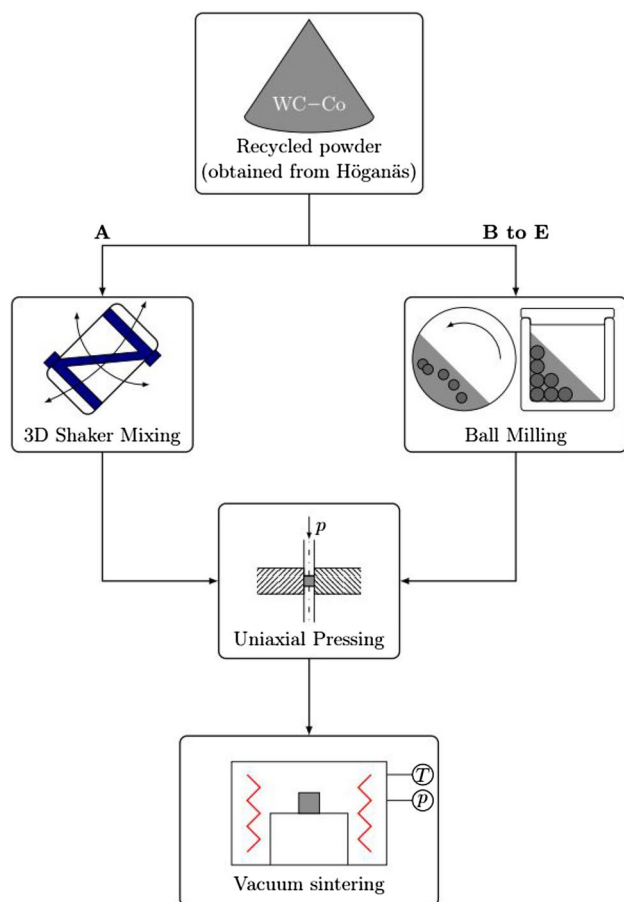 WC−Co
Recycled powder
(obtained from Höganäs)
A
B to E
3D Shaker Mixing
Ball Milling
p
Uniaxial Pressing
T
p
Vacuum sintering